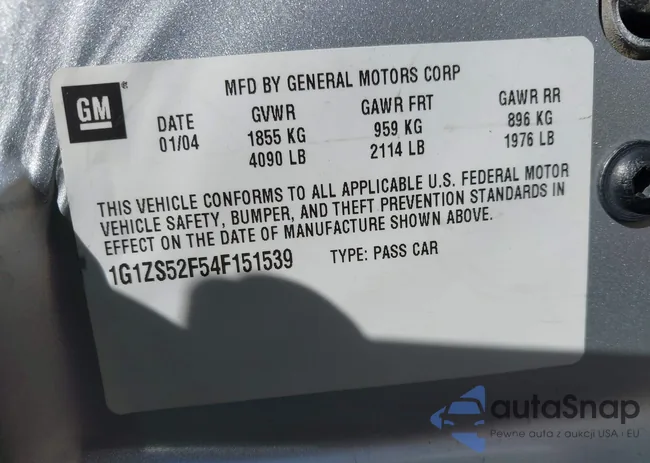 GM
MFD BY GENERAL MOTORS CORP
DATE GVWR GAWR FRT GAWR RR
01/04 1855 KG 959 KG 896 KG
4090 LB 2114 LB 1976 LB
THIS VEHICLE CONFORMS TO ALL APPLICABLE U.S. FEDERAL MOTOR
VEHICLE SAFETY, BUMPER, AND THEFT PREVENTION STANDARDS IN
EFFECT ON THE DATE OF MANUFACTURE SHOWN ABOVE.
1G1ZS52F54F151539 TYPE: PASS CAR
autaSnap
Pewne auta z aukcji USA i EU